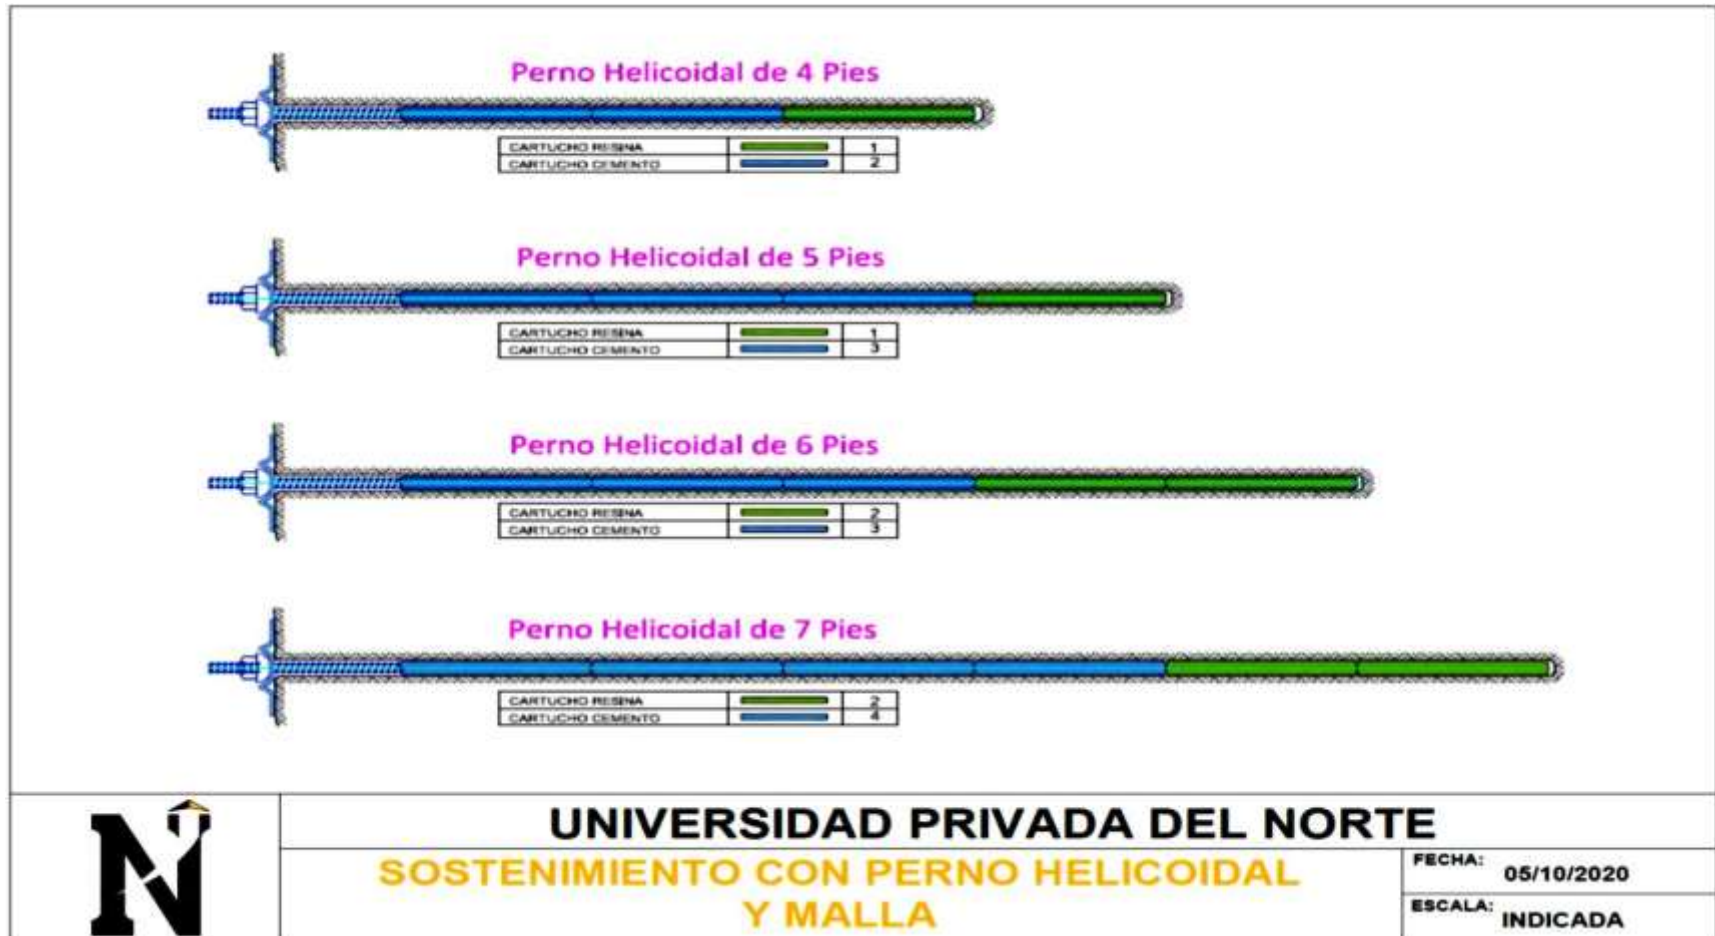 Perno Helicoidal de 4 Pies
CARTUCHO RESINA 1
CARTUCHO CEMENTO 2
Perno Helicoidal de 5 Pies
CARTUCHO RESINA 1
CARTUCHO CEMENTO 3
Perno Helicoidal de 6 Pies
CARTUCHO RESINA 2
CARTUCHO CEMENTO 3
Perno Helicoidal de 7 Pies
CARTUCHO RESINA 2
CARTUCHO CEMENTO 4
N
UNIVERSIDAD PRIVADA DEL NORTE
SOSTENIMIENTO CON PERNO HELICOIDAL
Y MALLA
FECHA: 05/10/2020
ESCALA: INDICADA